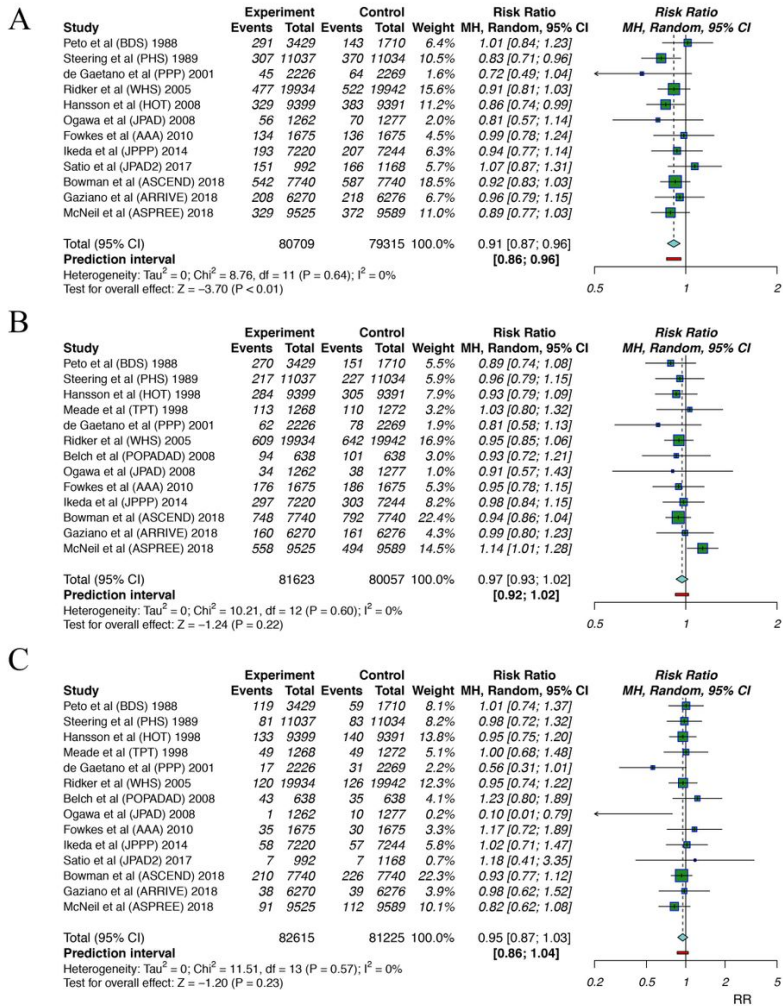 A
Experiment Control Risk Ratio Risk Ratio
Study Events Total Events Total Weight MH, Random, 95% CI MH, Random, 95% CI
Peto et al (BDS) 1988 291 3429 143 1710 6.4% 1.01 [0.84; 1.23]
Steering et al (PHS) 1989 307 11037 370 11034 9.2% 0.83 [0.71; 0.96]
de Gaetano et al (PPP) 2001 45 2226 64 2269 1.6% 0.72 [0.49; 1.04]
Ridker et al (WHS) 2005 477 19934 522 19942 15.6% 0.91 [0.81; 1.03]
Hansson et al (HOT) 2008 329 9399 383 9391 11.2% 0.86 [0.74; 0.99]
Ogawa et al (JPAD) 2008 56 1262 70 1277 2.0% 0.81 [0.57; 1.14]
Fowkes et al (AAA) 2010 134 1675 136 1675 4.5% 0.99 [0.78; 1.24]
Ikeda et al (JPPP) 2014 193 7220 207 7244 6.1% 0.94 [0.77; 1.14]
Satio et al (JPAD2) 2017 151 992 166 1168 5.7% 1.07 [0.87; 1.31]
Bowman et al (ASCEND) 2018 542 7740 587 7740 18.5% 0.92 [0.83; 1.03]
Gaziano et al (ARRIVE) 2018 208 6270 218 6276 6.7% 0.96 [0.79; 1.15]
McNeil et al (ASPREE) 2018 329 9525 372 9589 11.0% 0.89 [0.77; 1.03]
Total (95% CI) 80709 79315 100.0% 0.91 [0.87; 0.96]
Prediction interval [0.86; 0.96]
Heterogeneity: Tau² = 0; Chi² = 8.76, df = 11 (P = 0.64); I² = 0%
Test for overall effect: Z = −3.70 (P < 0.01)
0.5 1 2
B
Experiment Control Risk Ratio Risk Ratio
Study Events Total Events Total Weight MH, Random, 95% CI MH, Random, 95% CI
Peto et al (BDS) 1988 270 3429 151 1710 5.5% 0.89 [0.74; 1.08]
Steering et al (PHS) 1989 217 11037 227 11034 5.9% 0.96 [0.79; 1.15]
Hansson et al (HOT) 1998 284 9399 305 9391 7.9% 0.93 [0.79; 1.09]
Meade et al (TPT) 1998 113 1268 110 1272 3.2% 1.03 [0.80; 1.32]
de Gaetano et al (PPP) 2001 62 2226 78 2269 1.9% 0.81 [0.58; 1.13]
Ridker et al (WHS) 2005 609 19934 642 19942 16.9% 0.95 [0.85; 1.06]
Belch et al (POPADAD) 2008 94 638 101 638 3.0% 0.93 [0.72; 1.21]
Ogawa et al (JPAD) 2008 34 1262 38 1277 1.0% 0.91 [0.57; 1.43]
Fowkes et al (AAA) 2010 176 1675 186 1675 5.4% 0.95 [0.78; 1.15]
Ikeda et al (JPPP) 2014 297 7220 303 7244 8.2% 0.98 [0.84; 1.15]
Bowman et al (ASCEND) 2018 748 7740 792 7740 22.4% 0.94 [0.86; 1.04]
Gaziano et al (ARRIVE) 2018 160 6270 161 6276 4.3% 0.99 [0.80; 1.23]
McNeil et al (ASPREE) 2018 558 9525 494 9589 14.5% 1.14 [1.01; 1.28]
Total (95% CI) 81623 80057 100.0% 0.97 [0.93; 1.02]
Prediction interval [0.92; 1.02]
Heterogeneity: Tau² = 0; Chi² = 10.21, df = 12 (P = 0.60); I² = 0%
Test for overall effect: Z = −1.24 (P = 0.22)
0.5 1 2
C
Experiment Control Risk Ratio Risk Ratio
Study Events Total Events Total Weight MH, Random, 95% CI MH, Random, 95% CI
Peto et al (BDS) 1988 119 3429 59 1710 8.1% 1.01 [0.74; 1.37]
Steering et al (PHS) 1989 81 11037 83 11034 8.2% 0.98 [0.72; 1.32]
Hansson et al (HOT) 1998 133 9399 140 9391 13.8% 0.95 [0.75; 1.20]
Meade et al (TPT) 1998 49 1268 49 1272 5.1% 1.00 [0.68; 1.48]
de Gaetano et al (PPP) 2001 17 2226 31 2269 2.2% 0.56 [0.31; 1.01]
Ridker et al (WHS) 2005 120 19934 126 19942 12.3% 0.95 [0.74; 1.22]
Belch et al (POPADAD) 2008 43 638 35 638 4.1% 1.23 [0.80; 1.89]
Ogawa et al (JPAD) 2008 1 1262 10 1277 0.2% 0.10 [0.01; 0.79]
Fowkes et al (AAA) 2010 35 1675 30 1675 3.3% 1.17 [0.72; 1.89]
Ikeda et al (JPPP) 2014 58 7220 57 7244 5.8% 1.02 [0.71; 1.47]
Satio et al (JPAD2) 2017 7 992 7 1168 0.7% 1.18 [0.41; 3.35]
Bowman et al (ASCEND) 2018 210 7740 226 7740 22.3% 0.93 [0.77; 1.12]
Gaziano et al (ARRIVE) 2018 38 6270 39 6276 3.9% 0.98 [0.62; 1.52]
McNeil et al (ASPREE) 2018 91 9525 112 9589 10.1% 0.82 [0.62; 1.08]
Total (95% CI) 82615 81225 100.0% 0.95 [0.87; 1.03]
Prediction interval [0.86; 1.04]
Heterogeneity: Tau² = 0; Chi² = 11.51, df = 13 (P = 0.57); I² = 0%
Test for overall effect: Z = −1.20 (P = 0.23)
0.2 0.5 1 2 5
RR